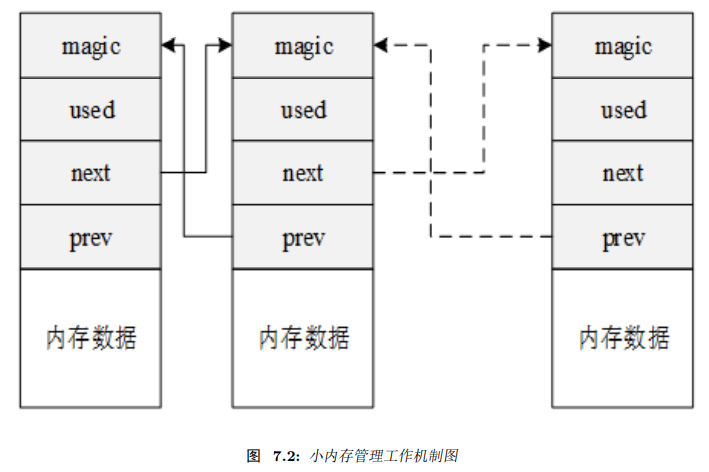 magic magic magic
used used used
next next next
prev prev prev
内存数据 内存数据 内存数据
图 7.2: 小内存管理工作机制图